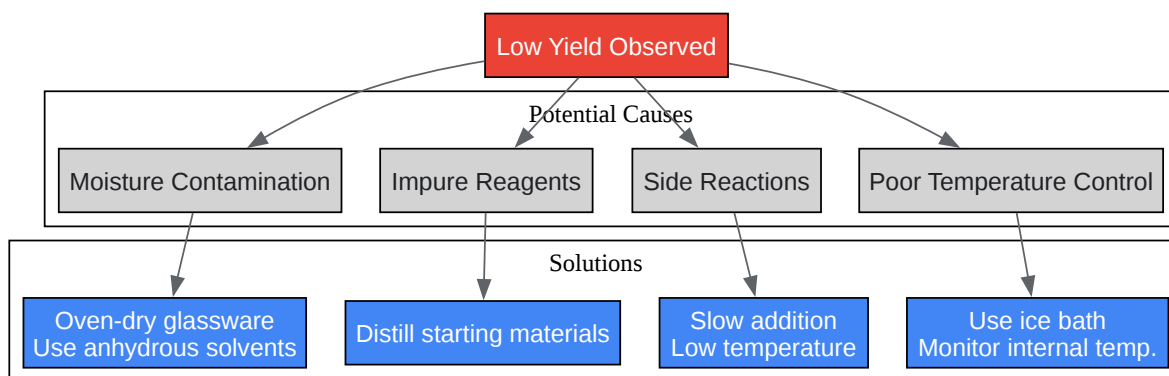 Low Yield Observed
Potential Causes
Moisture Contamination
Impure Reagents
Side Reactions
Poor Temperature Control
Solutions
Oven-dry glassware
Use anhydrous solvents
Distill starting materials
Slow addition
Low temperature
Use ice bath
Monitor internal temp.